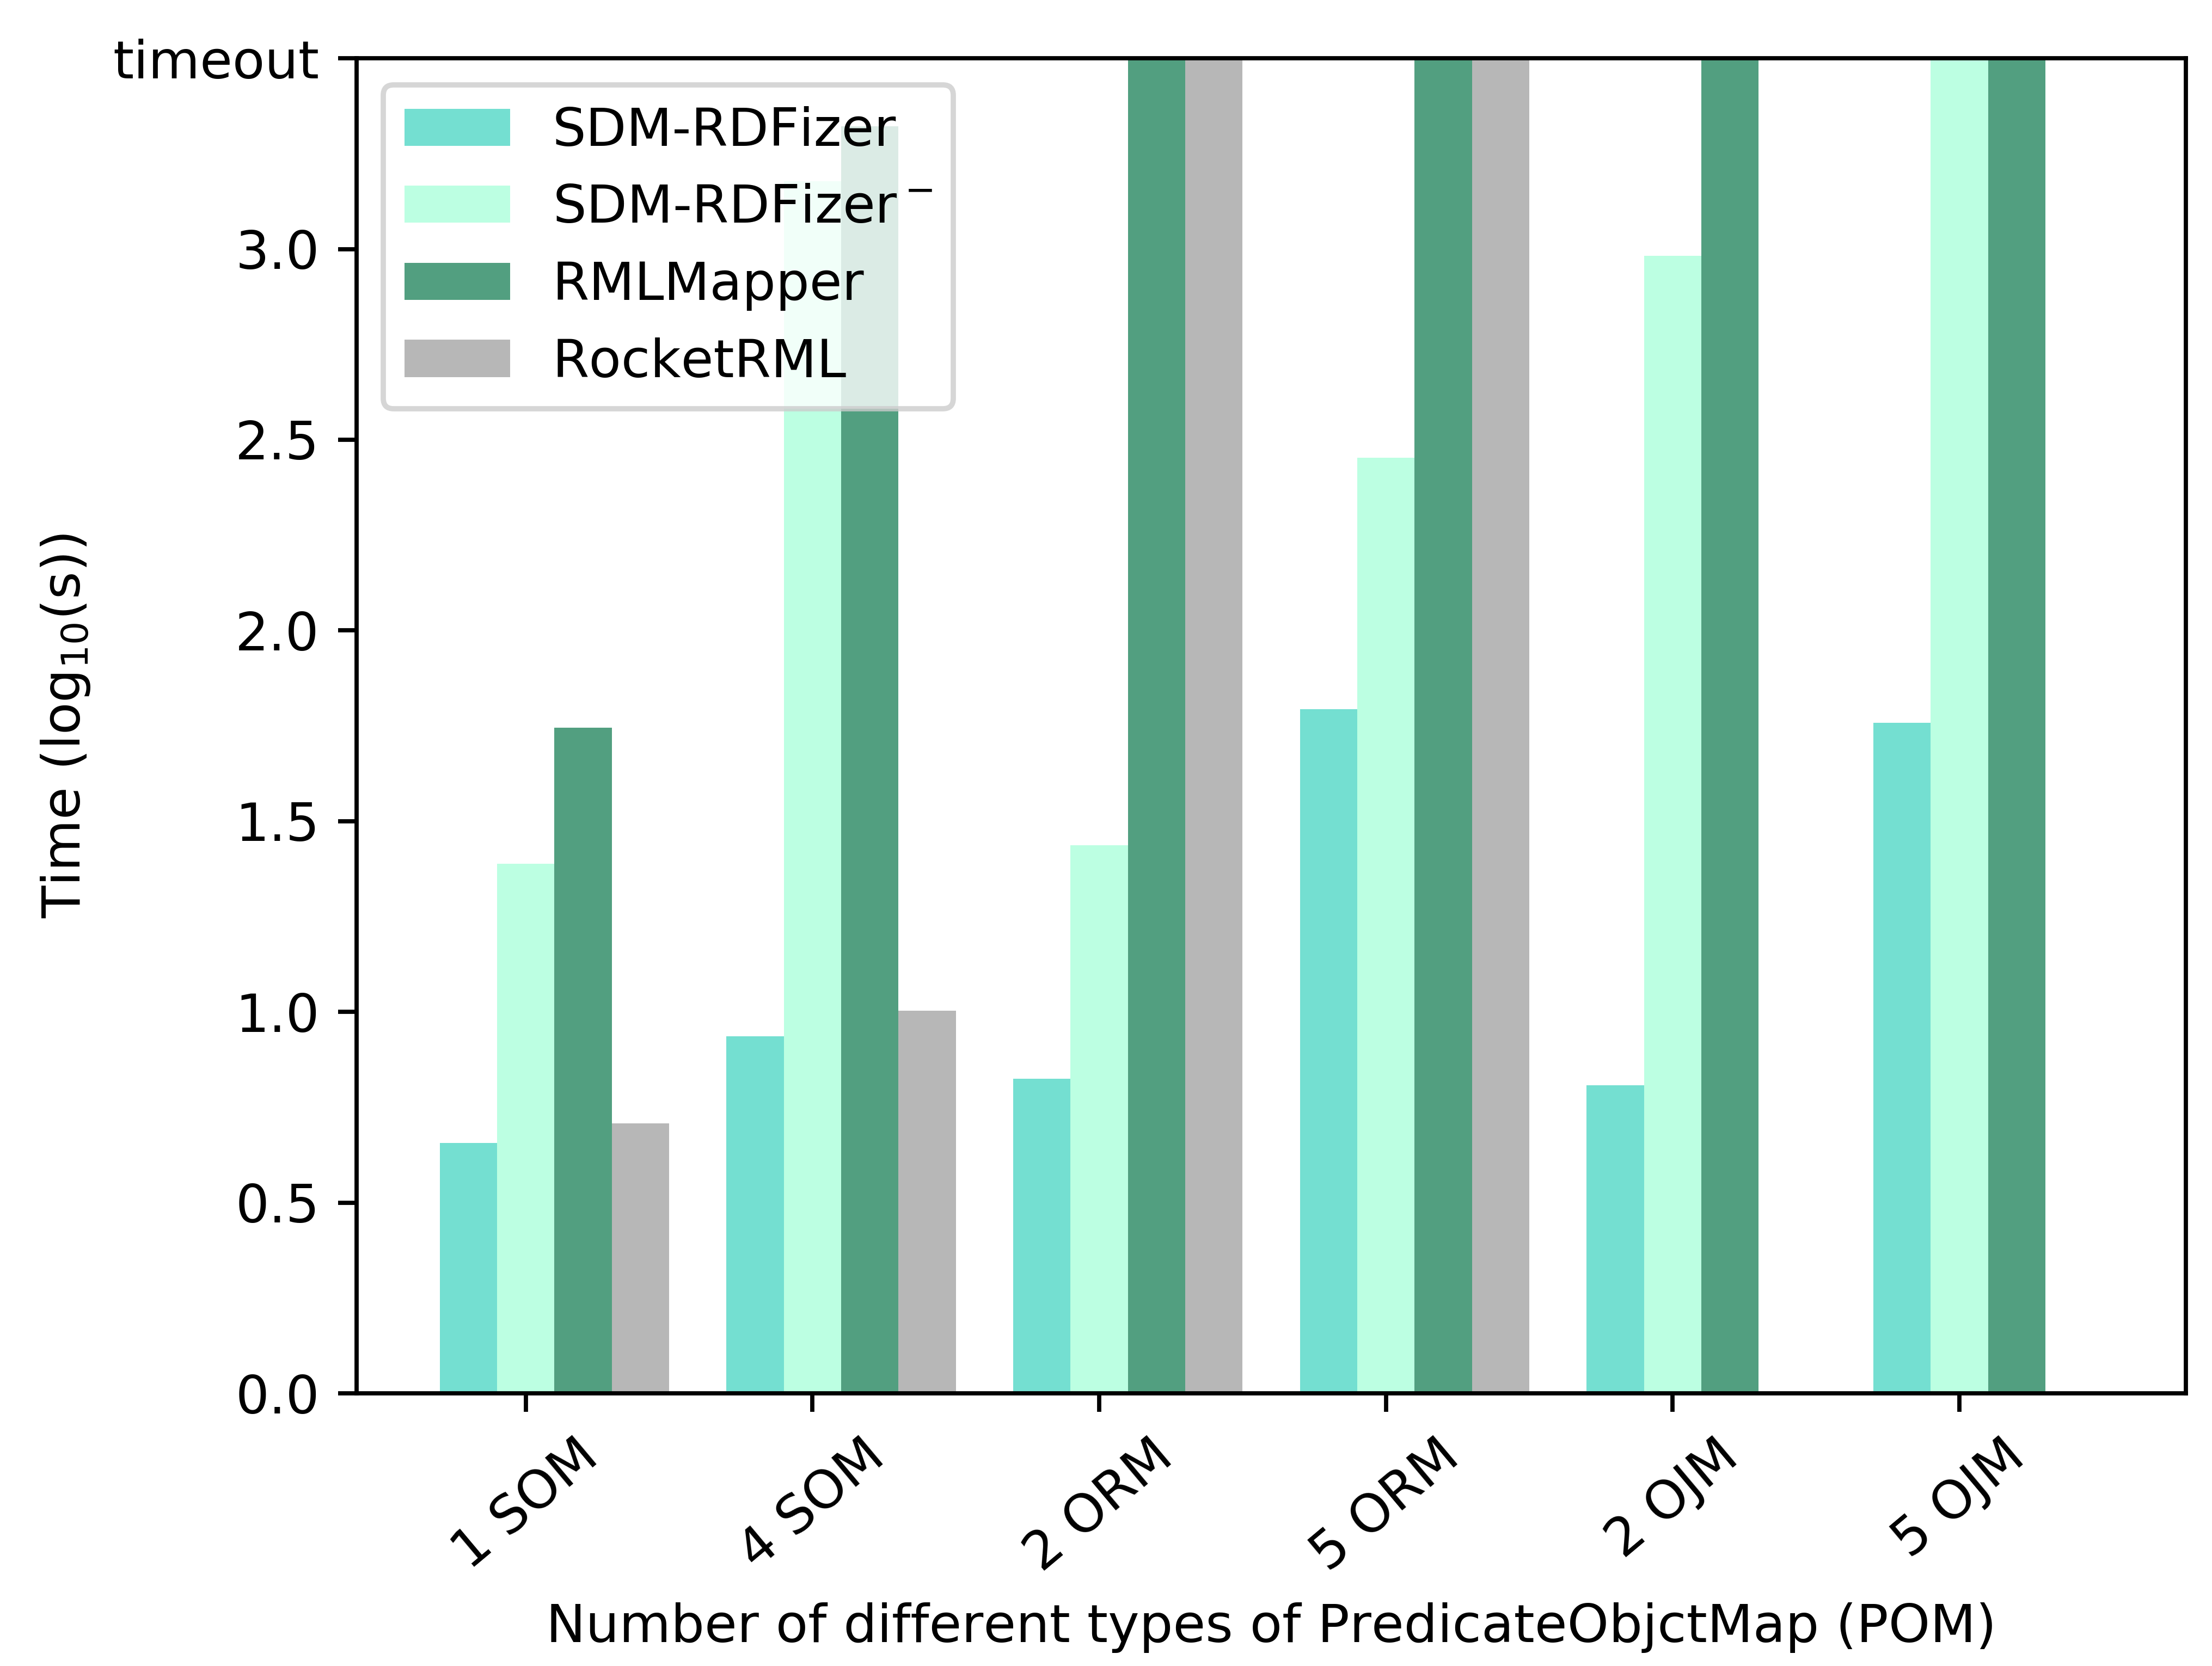 timeout
3.0
2.5
2.0
1.5
1.0
0.5
0.0
Time (log10(s))
SDM-RDFizer
SDM-RDFizer⁻
RMLMapper
RocketRML
1 SOM
4 SOM
2 ORM
5 ORM
2 OJM
5 OJM
Number of different types of PredicateObjctMap (POM)